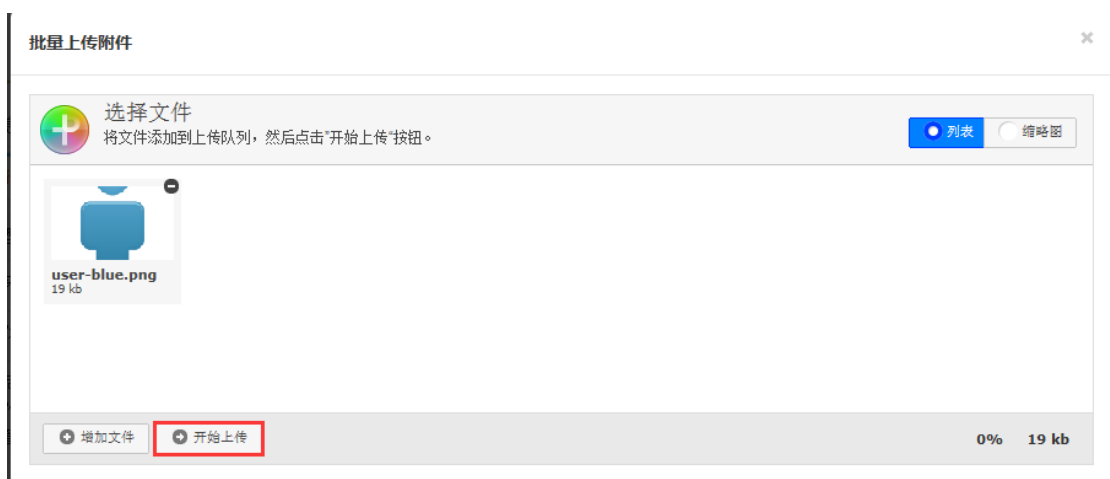 批量上传附件
×
选择文件
将文件添加到上传队列，然后点击"开始上传"按钮。
列表 缩略图
user-blue.png
19 kb
增加文件 开始上传 0% 19 kb